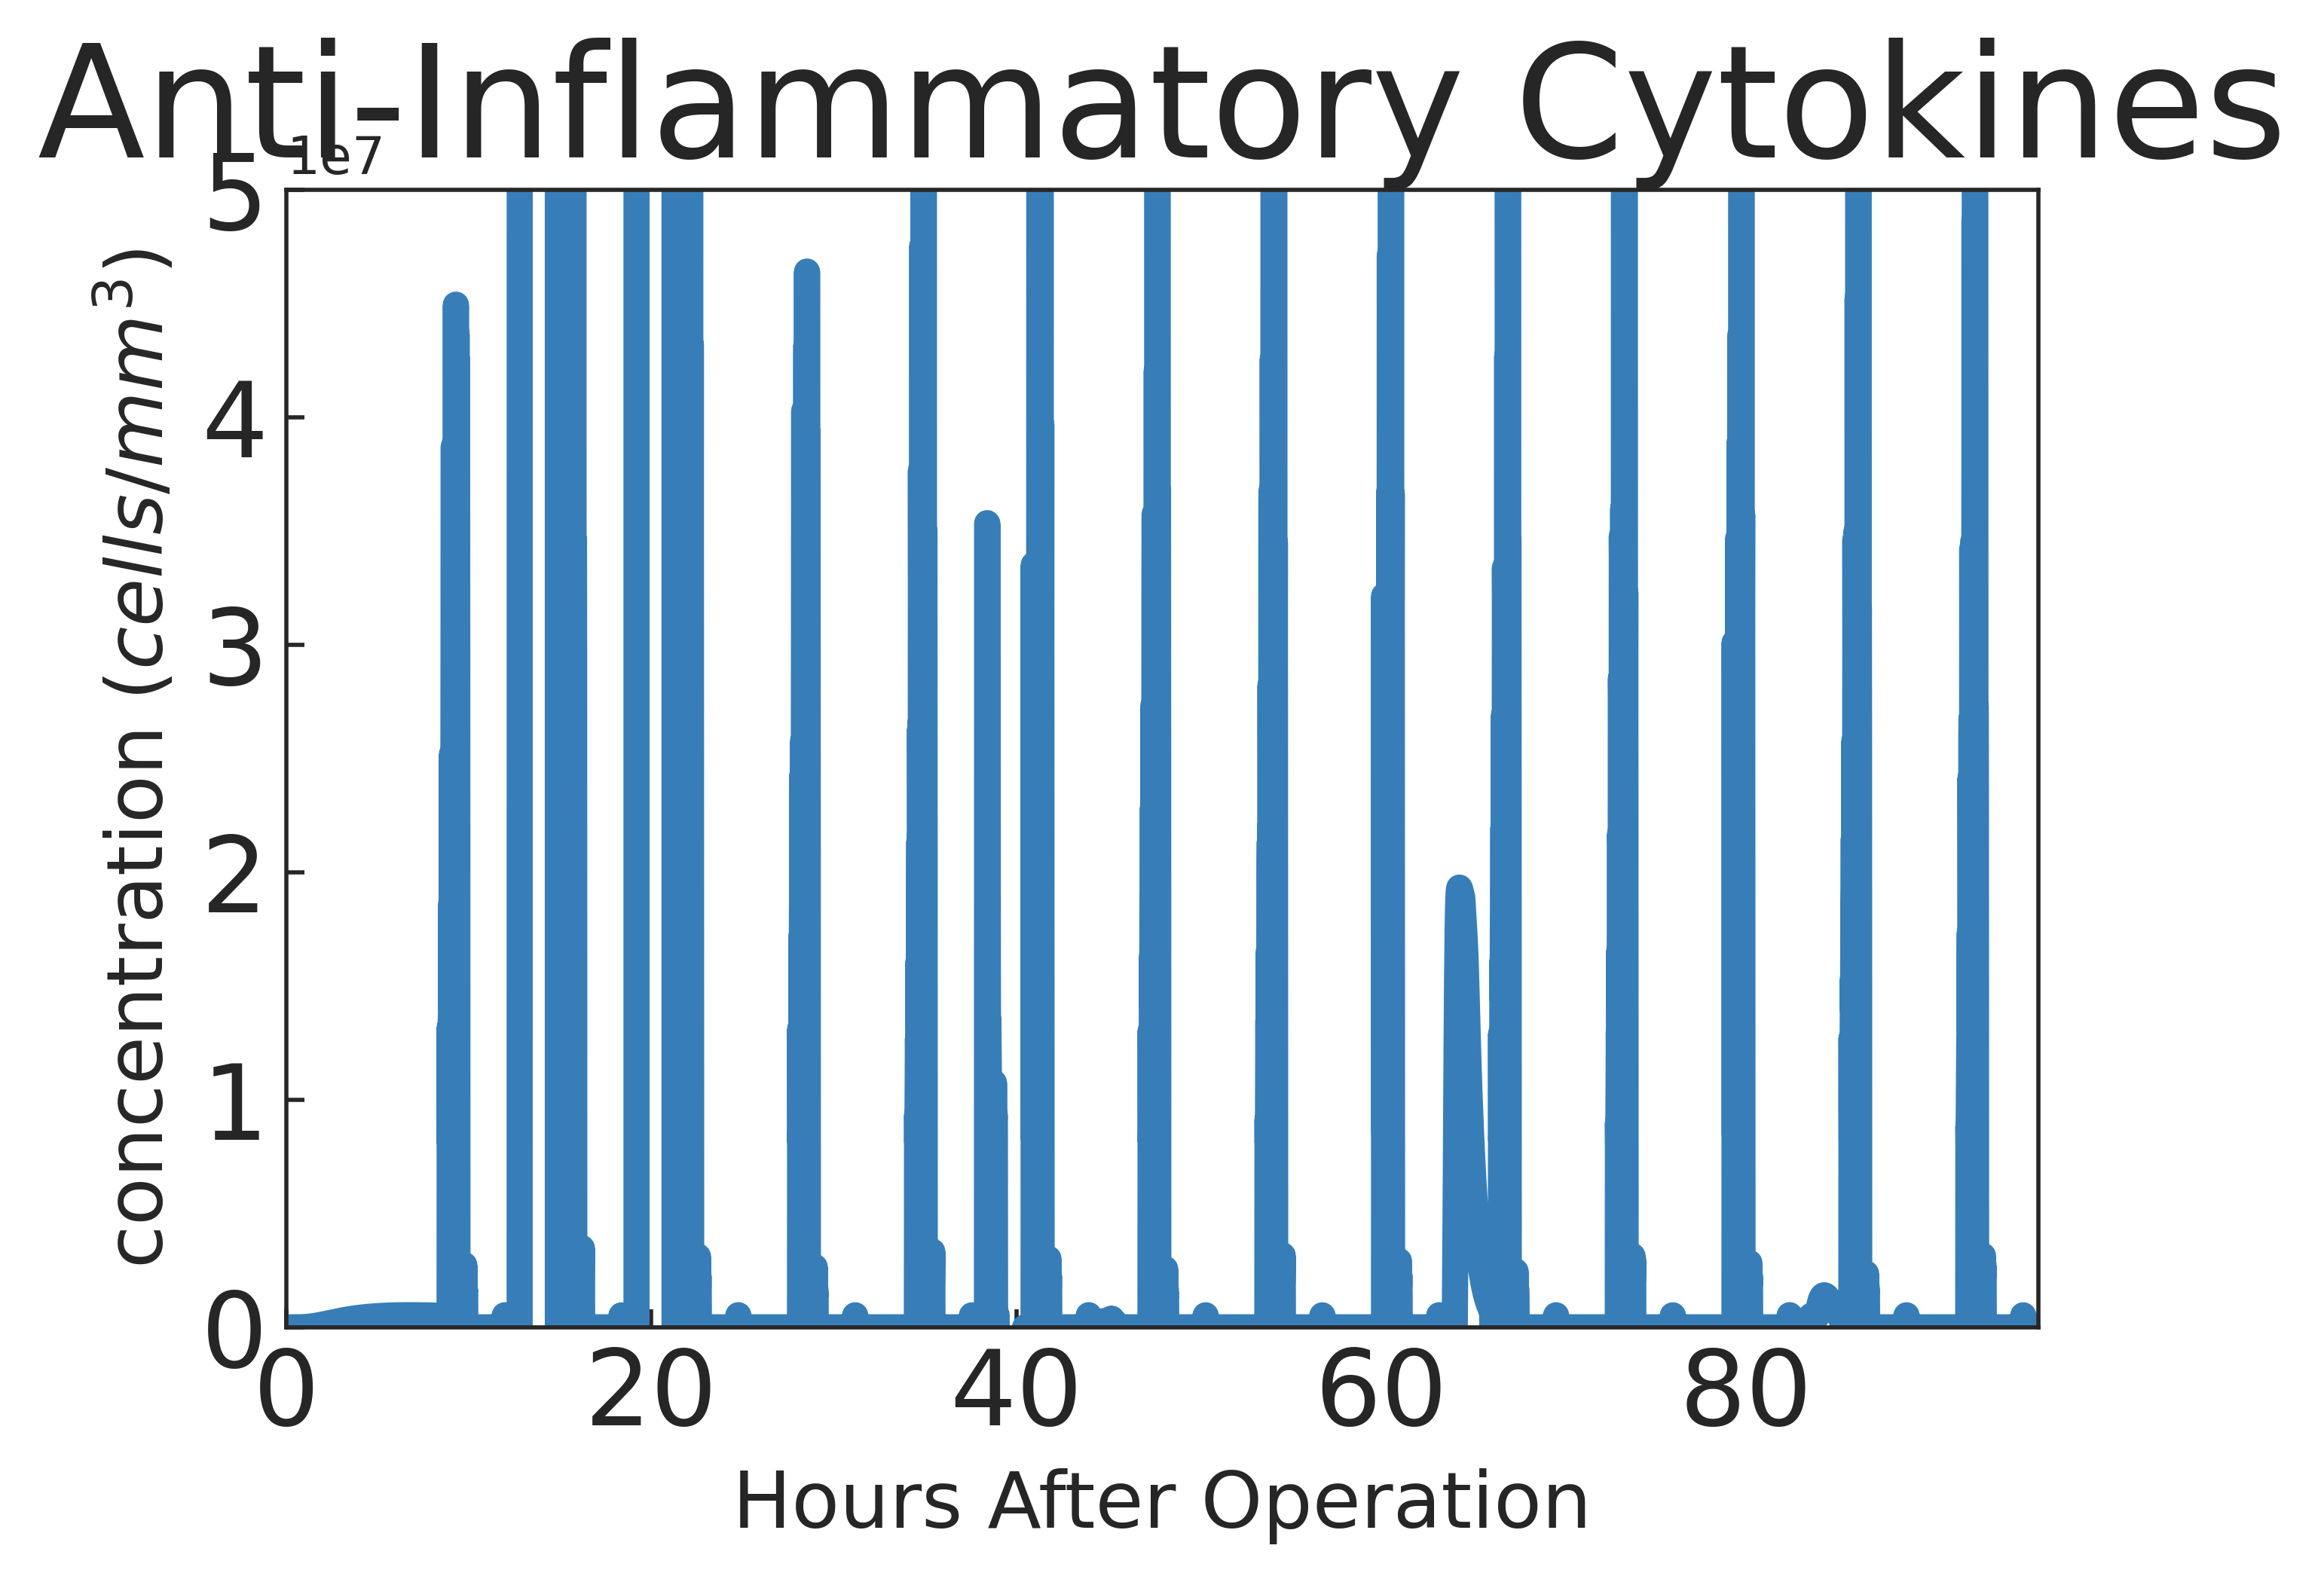 Anti-Inflammatory Cytokines
1e7
5
4
3
2
1
0
concentration (cells/mm³)
0 20 40 60 80
Hours After Operation